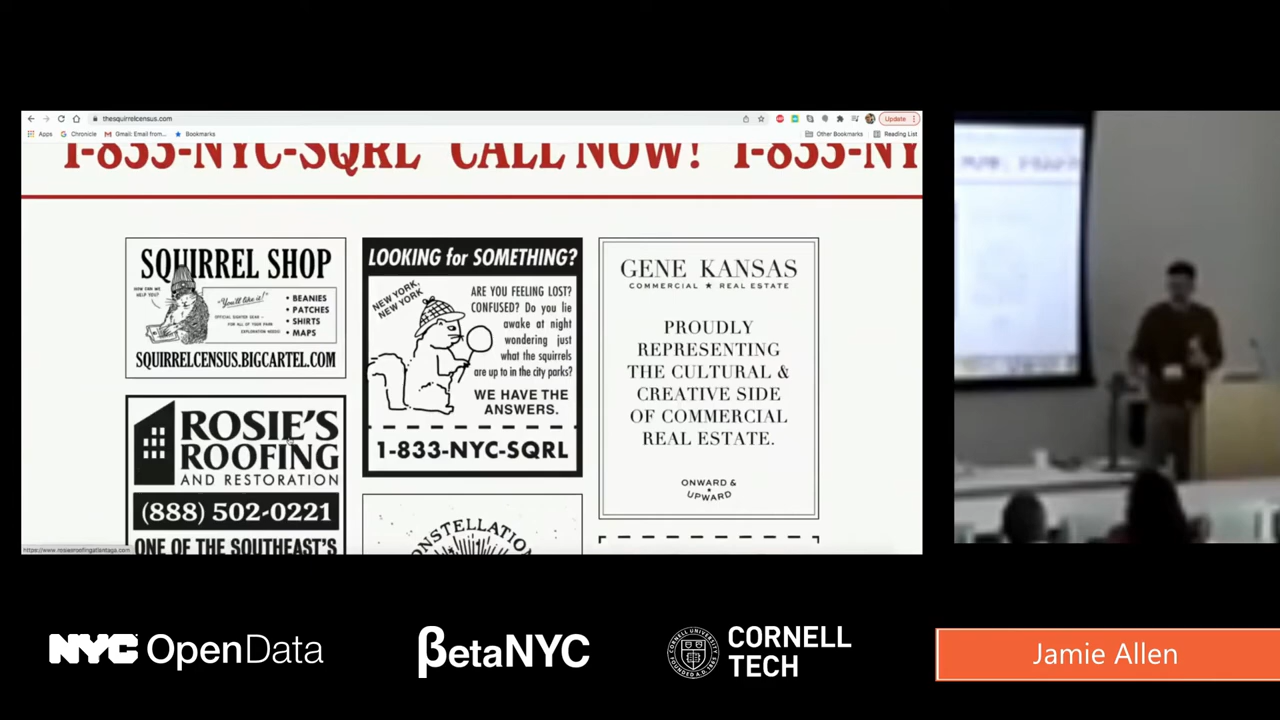 thesquirrelcensus.com
Update
Apps
Chronicle
Gmail: Email from...
Bookmarks
Other Bookmarks
Reading List
1-833-NYC-SQRL CALL NOW! 1-833-NY
SQUIRREL SHOP
HOW CAN WE
HELP YOU?
"You'll like it!"
OFFICIAL SIGHTER GEAR —
FOR ALL OF YOUR PARK
EXPLORATION NEEDS!
• BEANIES
• PATCHES
• SHIRTS
• MAPS
SQUIRRELCENSUS.BIGCARTEL.COM
ROSIE'S
ROOFING
AND RESTORATION
(888) 502-0221
ONE OF THE SOUTHEAST'S
https://www.rosiesroofingatlantaga.com
LOOKING for SOMETHING?
NEW YORK,
NEW YORK
ARE YOU FEELING LOST?
CONFUSED? Do you lie
awake at night
wondering just
what the squirrels
are up to in the city parks?
WE HAVE THE
ANSWERS.
1-833-NYC-SQRL
ONSTELLATION
GENE KANSAS
COMMERCIAL ★ REAL ESTATE
PROUDLY
REPRESENTING
THE CULTURAL &
CREATIVE SIDE
OF COMMERCIAL
REAL ESTATE.
ONWARD &
UPWARD
NYC OpenData
βetaNYC
CORNELL
TECH
Jamie Allen